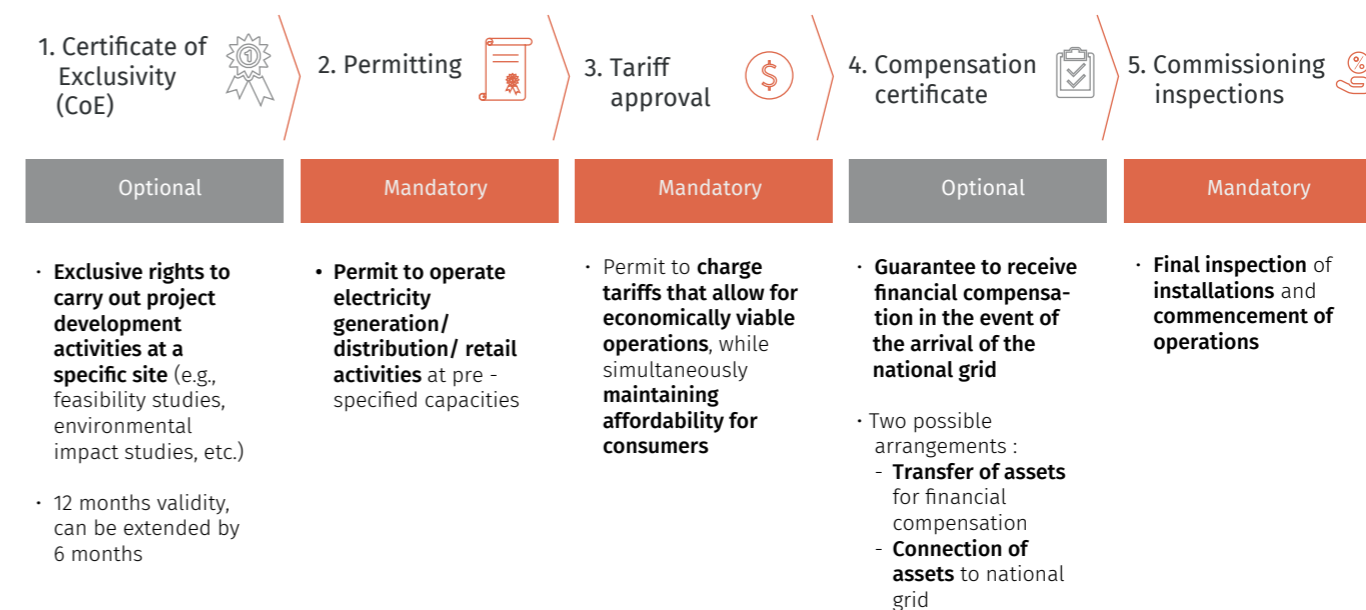 1. Certificate of
Exclusivity
(CoE)
1
2. Permitting
3. Tariff
approval
$
4. Compensation
certificate
5. Commissioning
inspections
%
Optional
Mandatory
Mandatory
Optional
Mandatory
· Exclusive rights to
carry out project
development
activities at a
specific site (e.g.,
feasibility studies,
environmental
impact studies, etc.)
· 12 months validity,
can be extended by
6 months
• Permit to operate
electricity
generation/
distribution/ retail
activities at pre -
specified capacities
· Permit to charge
tariffs that allow for
economically viable
operations, while
simultaneously
maintaining
affordability for
consumers
· Guarantee to receive
financial compensa-
tion in the event of
the arrival of the
national grid
· Two possible
arrangements :
- Transfer of assets
for financial
compensation
- Connection of
assets to national
grid
· Final inspection of
installations and
commencement of
operations